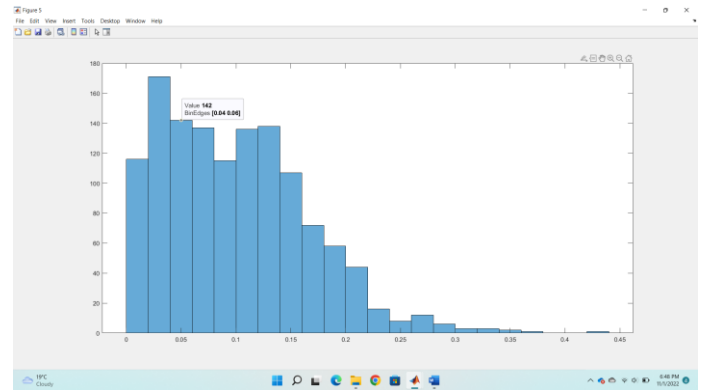 Figure 5
File Edit View Insert Tools Desktop Window Help
180
160
140
120
100
80
60
40
20
0
Value 142
BinEdges [0.04 0.06]
0 0.05 0.1 0.15 0.2 0.25 0.3 0.35 0.4 0.45
19°C
Cloudy
6:48 PM
11/1/2022